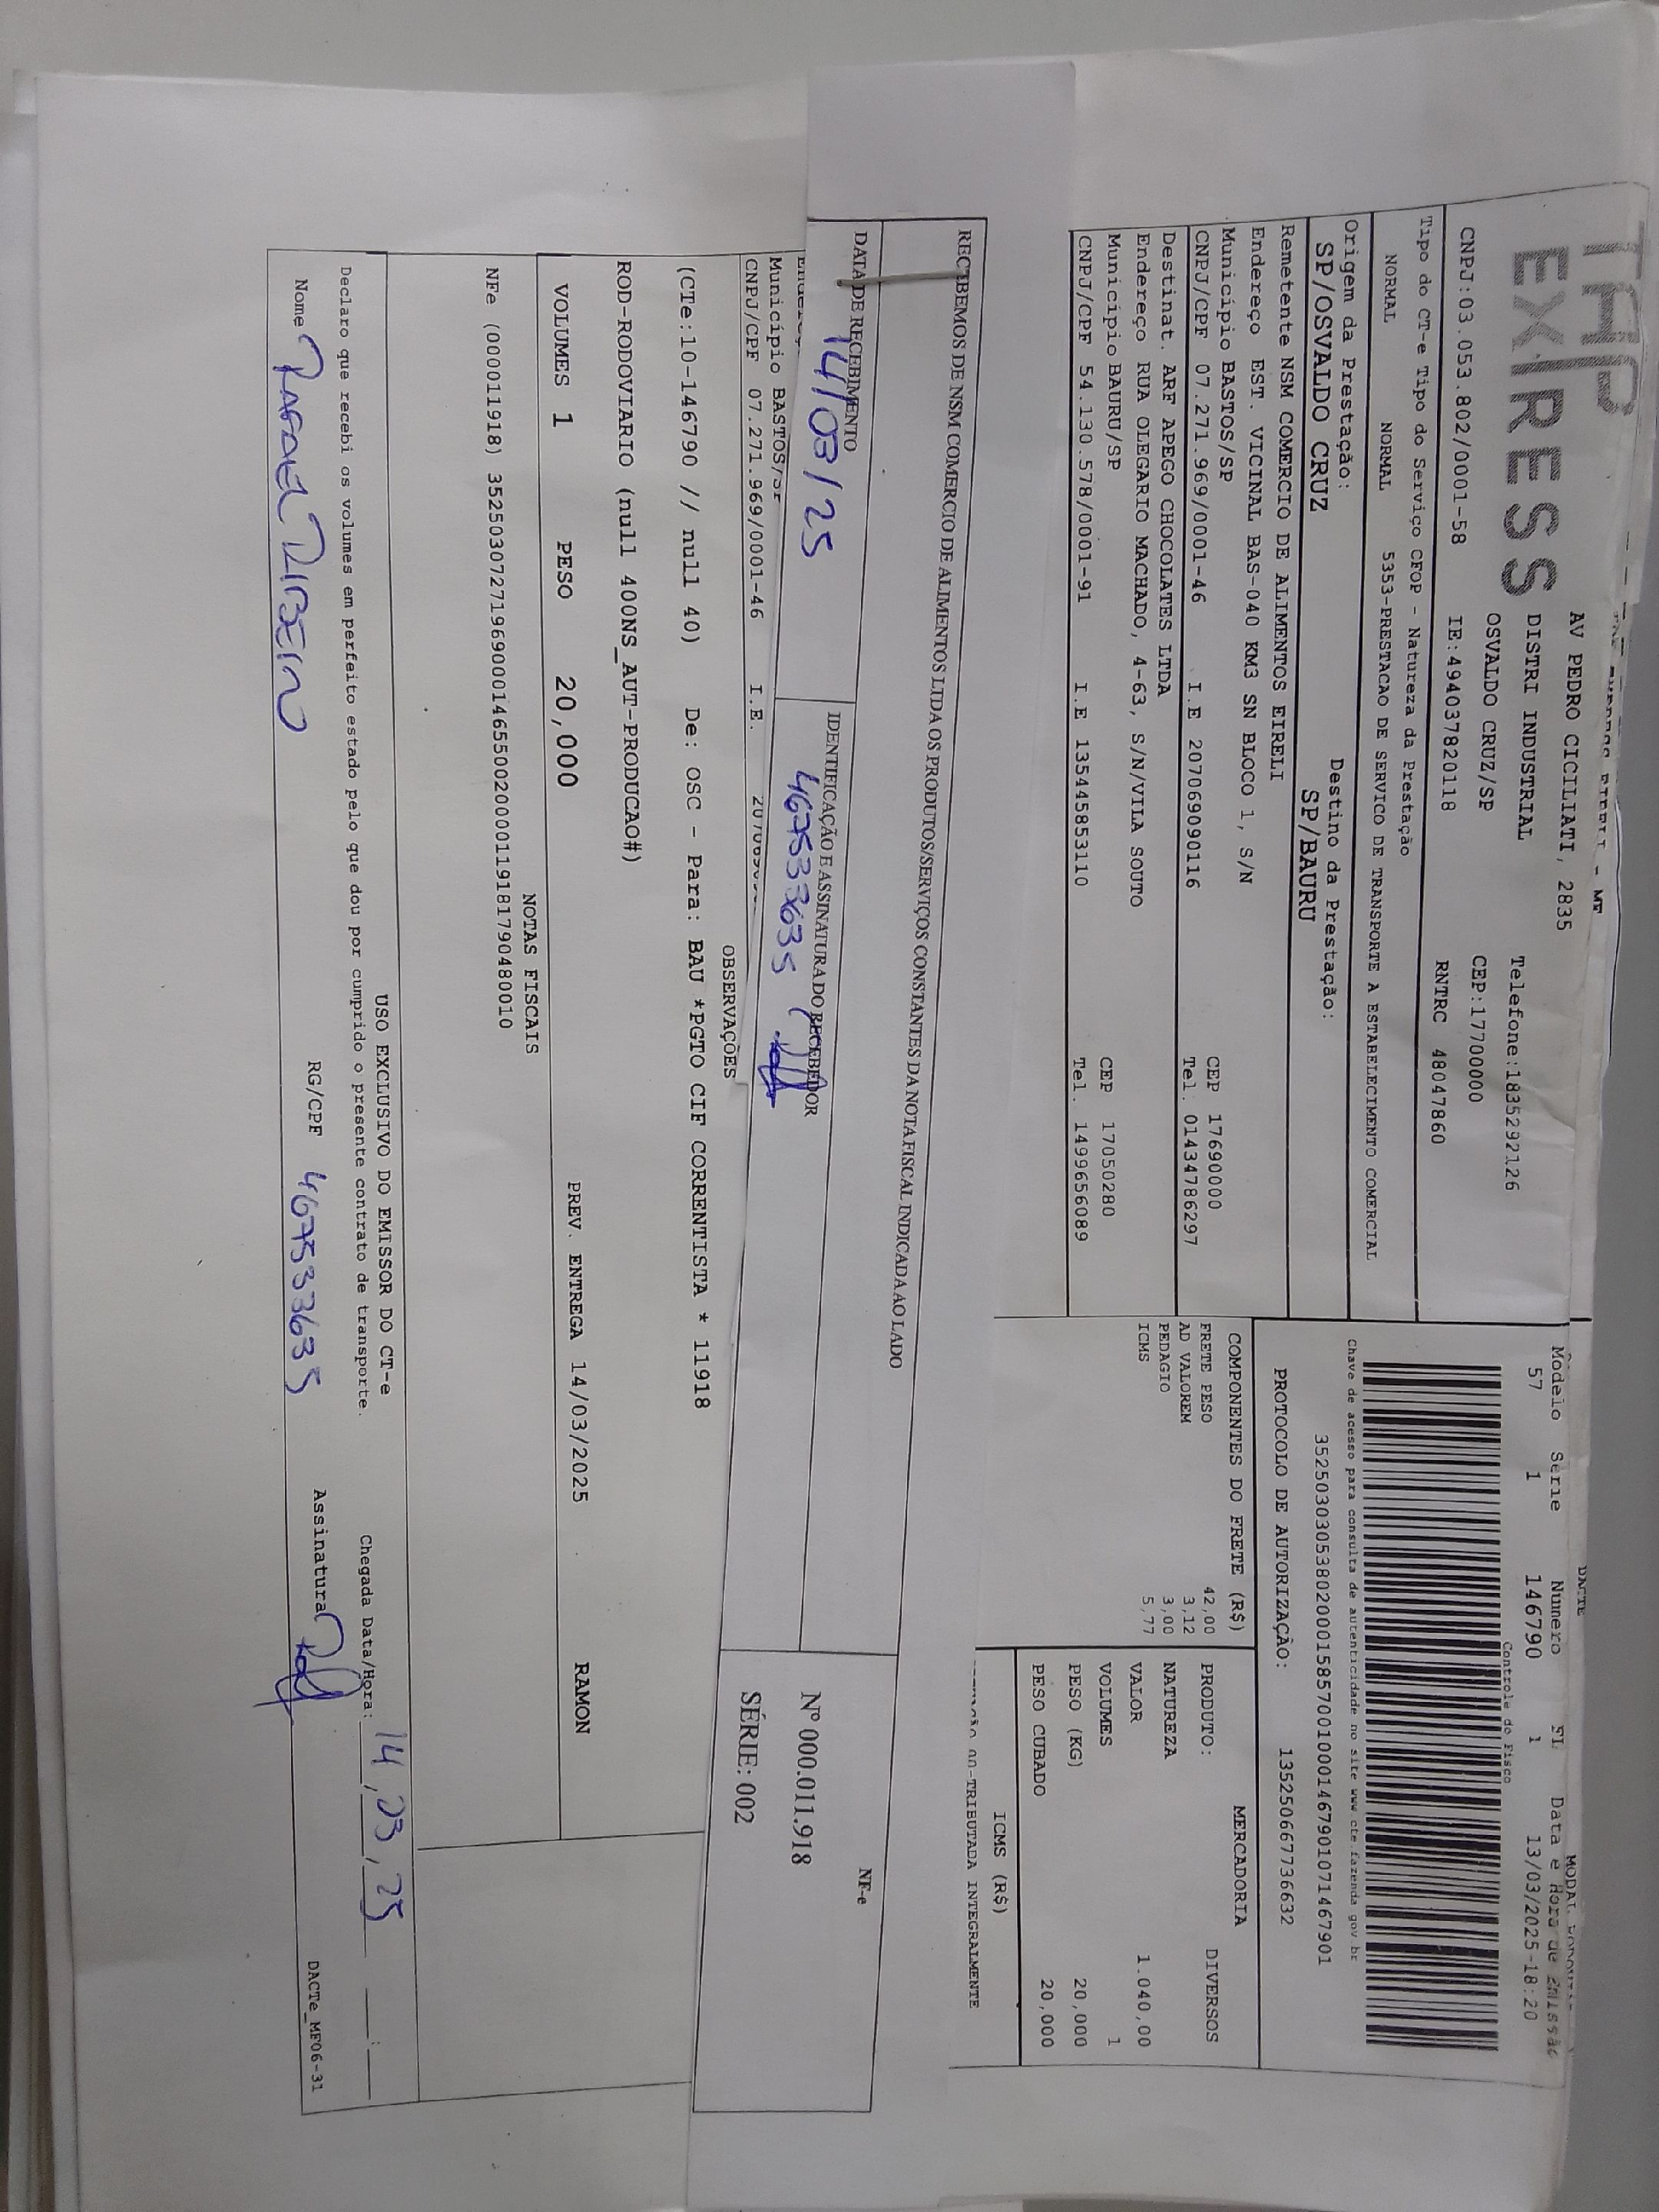 TAP
EXPRESS
AV PEDRO CICILIATI, 2835
DISTRI INDUSTRIAL Telefone:1835292126
OSVALDO CRUZ/SP CEP:17700000
CNPJ:03.053.802/0001-58 IE:494037820118 RNTRC 48047860
Tipo do CT-e Tipo do Serviço CFOP - Natureza da Prestação
NORMAL NORMAL 5353-PRESTACAO DE SERVICO DE TRANSPORTE A ESTABELECIMENTO COMERCIAL
Origem da Prestação: Destino da Prestação:
SP/OSVALDO CRUZ SP/BAURU
Remetente NSM COMERCIO DE ALIMENTOS EIRELI
Endereço EST. VICINAL BAS-040 KM3 SN BLOCO 1, S/N
Município BASTOS/SP CEP 17690000
CNPJ/CPF 07.271.969/0001-46 I.E 207069090116 Tel. 01434786297
Destinat. ARF APEGO CHOCOLATES LTDA
Endereço RUA OLEGARIO MACHADO, 4-63, S/N/VILA SOUTO
Município BAURU/SP CEP 17050280
CNPJ/CPF 54.130.578/0001-91 I.E 135445853110 Tel. 14996556089
DACTE
Modelo Serie Numero FL Data e Hora de Emissão
57 1 146790 1 13/03/2025-18:20
Controle do Fisco
Chave de acesso para consulta de autenticidade no site www.cte.fazenda.gov.br
35250303053802000158570010001467901071467901
PROTOCOLO DE AUTORIZAÇÃO: 135250667736632
COMPONENTES DO FRETE (R$)
FRETE PESO 42,00
AD VALOREM 3,12
PEDAGIO 3,00
ICMS 5,77
MERCADORIA
PRODUTO: DIVERSOS
NATUREZA
VALOR 1.040,00
VOLUMES 1
PESO (KG) 20,000
PESO CUBADO 20,000
ICMS (R$)
00-TRIBUTADA INTEGRALMENTE
RECEBEMOS DE NSM COMERCIO DE ALIMENTOS LTDA OS PRODUTOS/SERVIÇOS CONSTANTES DA NOTA FISCAL INDICADA AO LADO
DATA DE RECEBIMENTO IDENTIFICAÇÃO E ASSINATURA DO RECEBEDOR
14/03/25 467533635
NF-e
Nº 000.011.918
SÉRIE: 002
Município BASTOS/SP
CNPJ/CPF 07.271.969/0001-46 I.E.
OBSERVAÇÕES
(CTe:10-146790 // null 40) De: OSC - Para: BAU *PGTO CIF CORRENTISTA * 11918
ROD-RODOVIARIO (null 400NS_AUT-PRODUCAO#)
VOLUMES 1 PESO 20,000 PREV. ENTREGA 14/03/2025 RAMON
NOTAS FISCAIS
NFe (000011918) 35250307271969000146550020000119181790480010
USO EXCLUSIVO DO EMISSOR DO CT-e
Declaro que recebi os volumes em perfeito estado pelo que dou por cumprido o presente contrato de transporte. Chegada Data/Hora: 14,03,25 __:__
Nome RAFAEL RIBEIRO RG/CPF 467533635 Assinatura DACTe_MF06-31